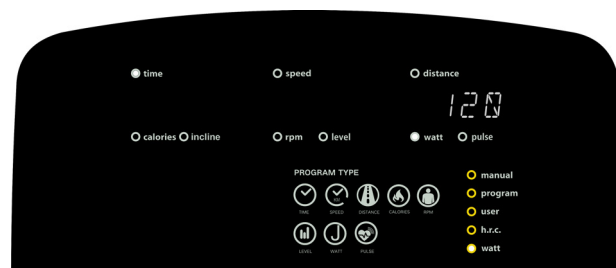 time speed distance
120
calories incline rpm level watt pulse
PROGRAM TYPE
manual
program
user
h.r.c.
watt
TIME SPEED DISTANCE CALORIES RPM
LEVEL WATT PULSE